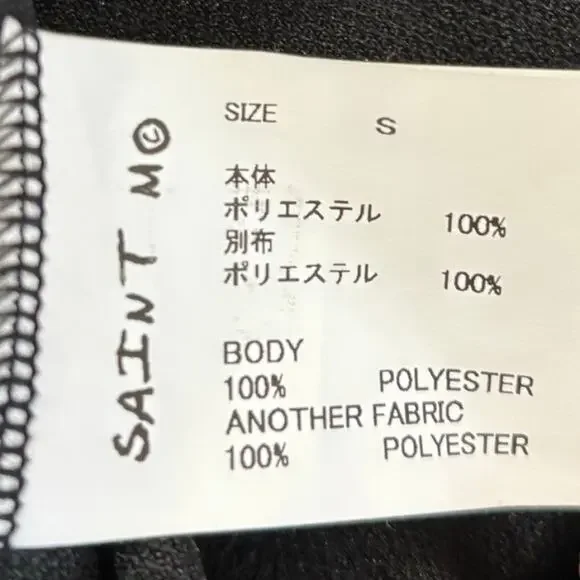 SAINT M©
SIZE S
本体
ポリエステル 100%
別布
ポリエステル 100%
BODY
100% POLYESTER
ANOTHER FABRIC
100% POLYESTER